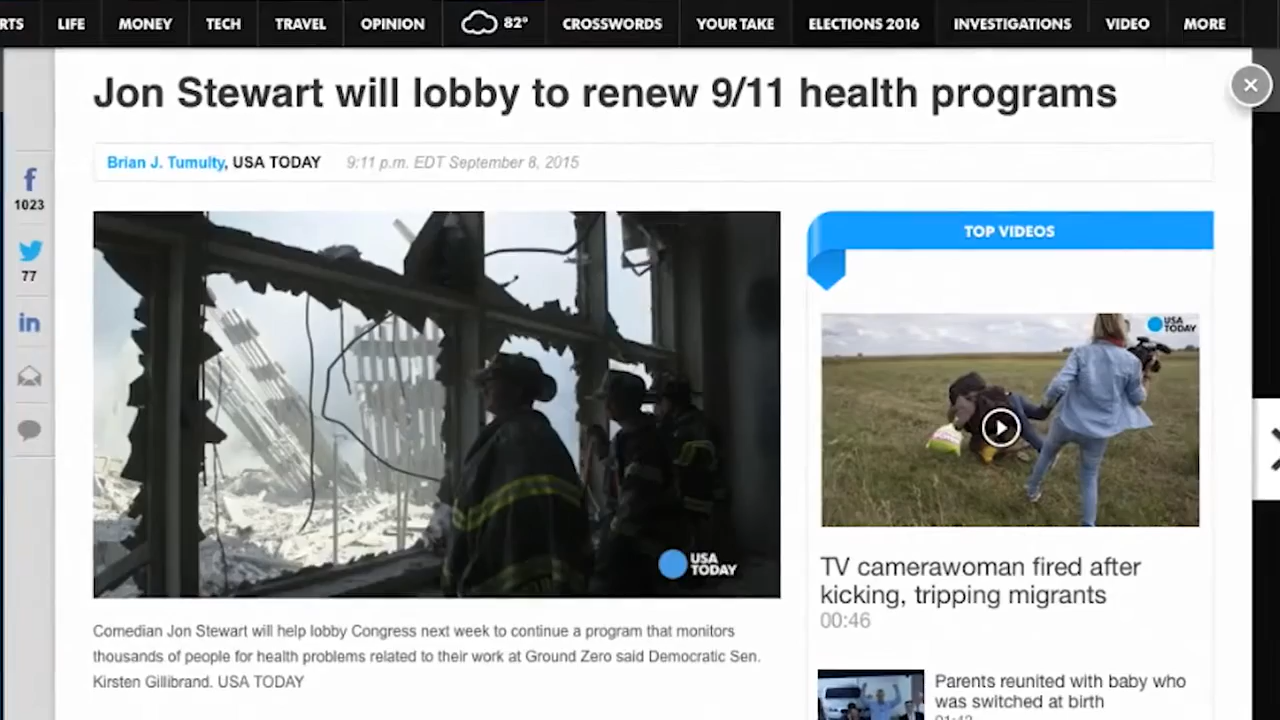 RTS LIFE MONEY TECH TRAVEL OPINION 82° CROSSWORDS YOUR TAKE ELECTIONS 2016 INVESTIGATIONS VIDEO MORE
Jon Stewart will lobby to renew 9/11 health programs
Brian J. Tumulty, USA TODAY 9:11 p.m. EDT September 8, 2015
f
1023
77
in
USA
TODAY
Comedian Jon Stewart will help lobby Congress next week to continue a program that monitors
thousands of people for health problems related to their work at Ground Zero said Democratic Sen.
Kirsten Gillibrand. USA TODAY
TOP VIDEOS
USA
TODAY
TV camerawoman fired after
kicking, tripping migrants
00:46
Parents reunited with baby who
was switched at birth